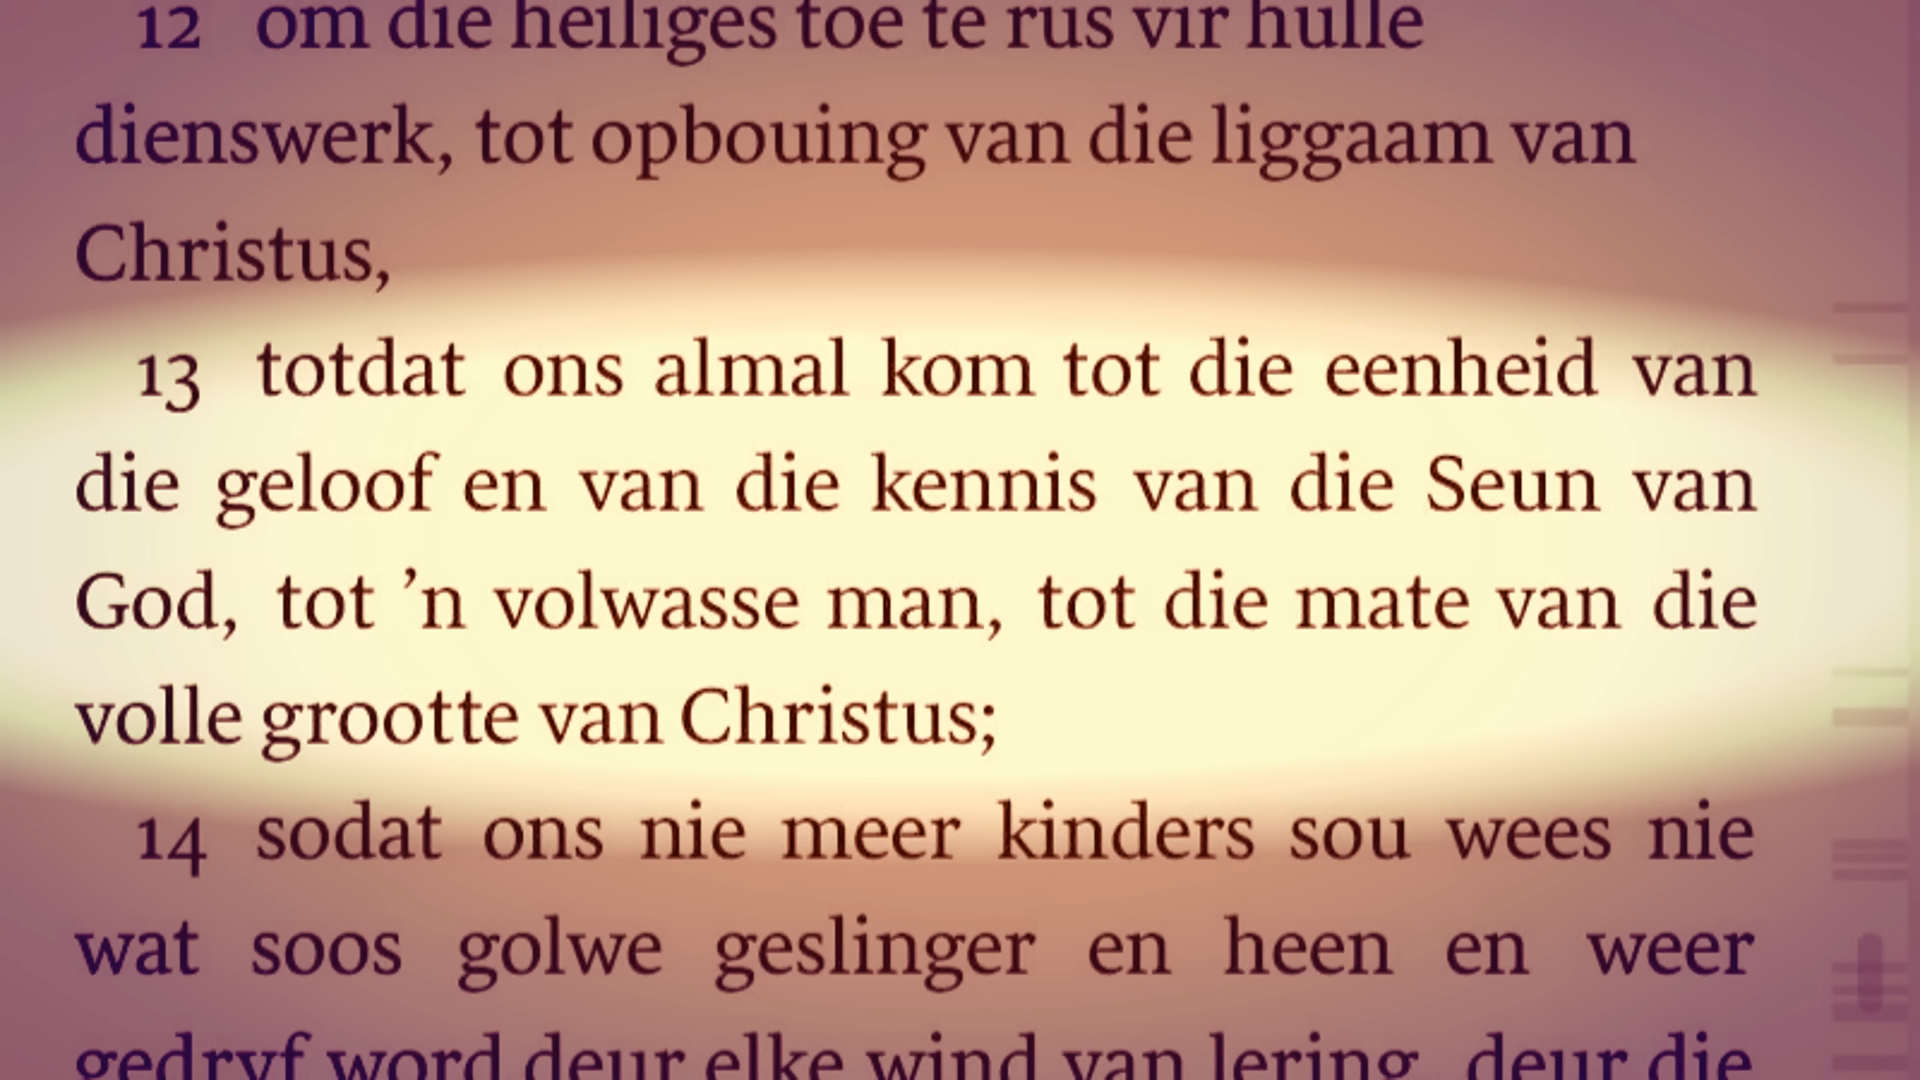 12 om die heiliges toe te rus vir hulle
dienswerk, tot opbouing van die liggaam van
Christus,
13 totdat ons almal kom tot die eenheid van
die geloof en van die kennis van die Seun van
God, tot ’n volwasse man, tot die mate van die
volle grootte van Christus;
14 sodat ons nie meer kinders sou wees nie
wat soos golwe geslinger en heen en weer
gedryf word deur elke wind van lering, deur die